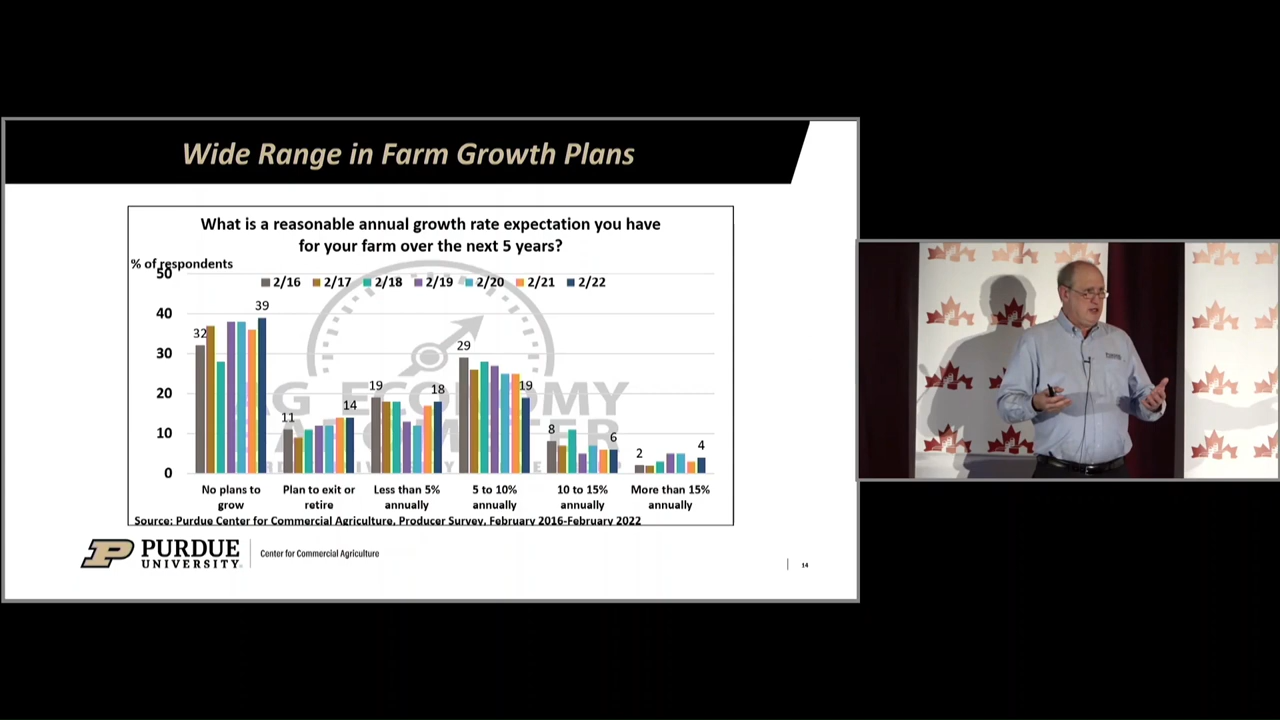 Wide Range in Farm Growth Plans
What is a reasonable annual growth rate expectation you have
for your farm over the next 5 years?
% of respondents
50
40
30
20
10
0
2/16 2/17 2/18 2/19 2/20 2/21 2/22
32
39
11
14
19
18
29
19
8
6
2
4
AG ECONOMY
BAROMETER
No plans to
grow
Plan to exit or
retire
Less than 5%
annually
5 to 10%
annually
10 to 15%
annually
More than 15%
annually
Source: Purdue Center for Commercial Agriculture, Producer Survey, February 2016-February 2022
PURDUE
UNIVERSITY
Center for Commercial Agriculture
14